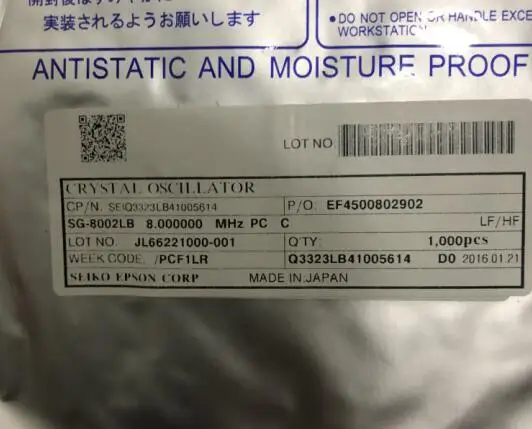 実装されるようお願いします
•DO NOT OPEN OR HANDLE EXCE
WORKSTATIC
ANTISTATIC AND MOISTURE PROOF
LOT NO
CRYSTAL OSCILLATOR
CP/N. SEIQ3323LB41005614 P/O: EF4500802902
SG-8002LB 8.000000 MHz PC C LF/HF
LOT NO. JL66221000-001 Q'TY: 1,000pcs
WEEK CODE. /PCF1LR Q3323LB41005614 D0 2016.01.21
SEIKO EPSON CORP MADE IN JAPAN